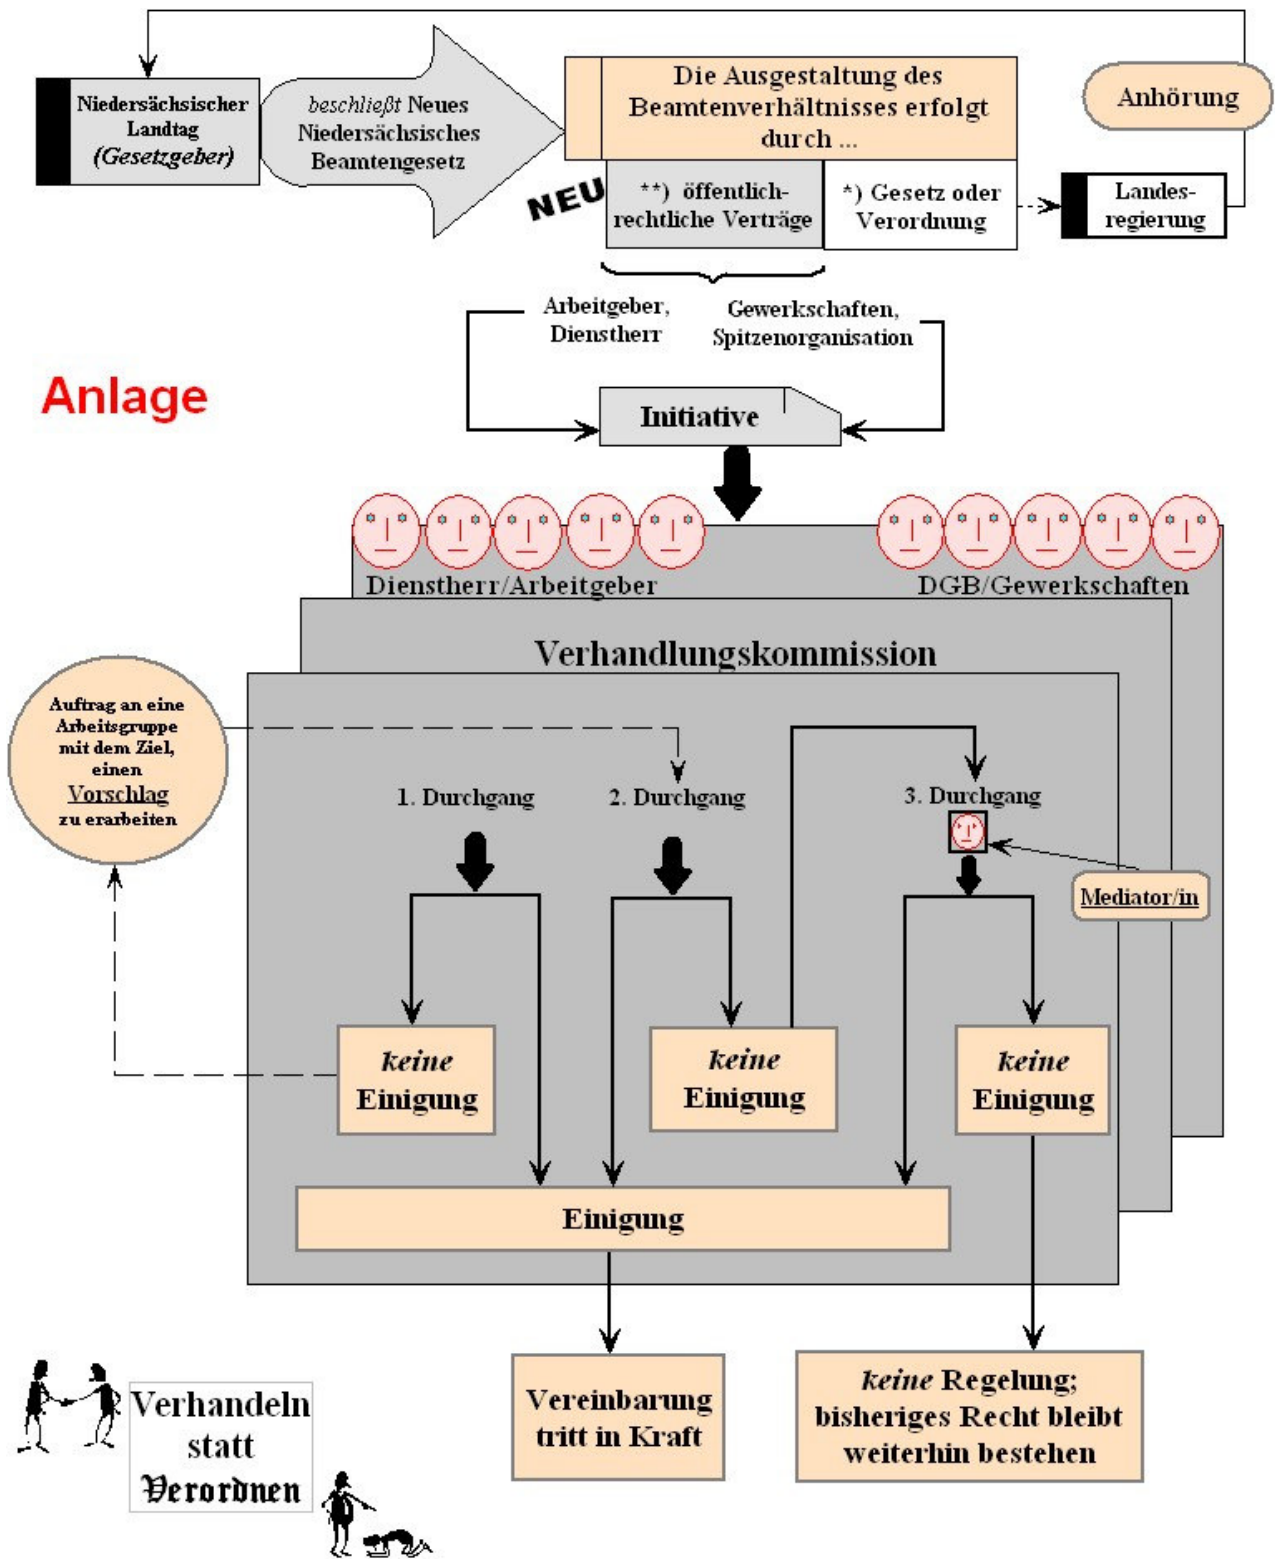 Niedersächsischer
Landtag
(Gesetzgeber)
beschließt Neues
Niedersächsisches
Beamtengesetz
Die Ausgestaltung des
Beamtenverhältnisses erfolgt
durch ...
Anhörung
NEU
**) öffentlich-
rechtliche Verträge
*) Gesetz oder
Verordnung
Landes-
regierung
Arbeitgeber,
Dienstherr
Gewerkschaften,
Spitzenorganisation
Anlage
Initiative
Dienstherr/Arbeitgeber
DGB/Gewerkschaften
Verhandlungskommission
Auftrag an eine
Arbeitsgruppe
mit dem Ziel,
einen
Vorschlag
zu erarbeiten
1. Durchgang
2. Durchgang
3. Durchgang
Mediator/in
keine
Einigung
keine
Einigung
keine
Einigung
Einigung
Vereinbarung
tritt in Kraft
keine Regelung;
bisheriges Recht bleibt
weiterhin bestehen
Verhandeln
statt
Verordnen